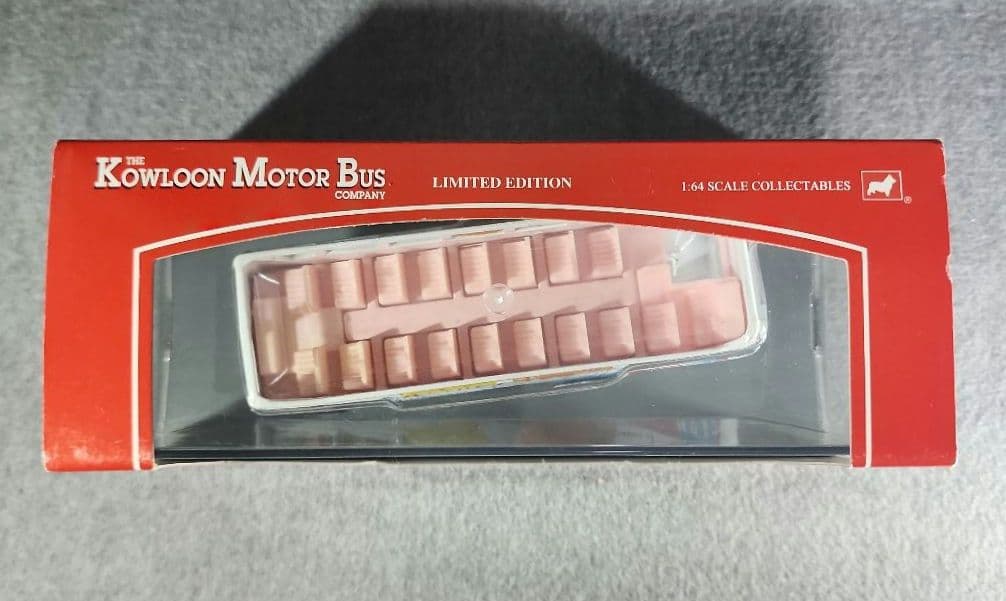 THE
KOWLOON MOTOR BUS
COMPANY
LIMITED EDITION
1:64 SCALE COLLECTABLES
®